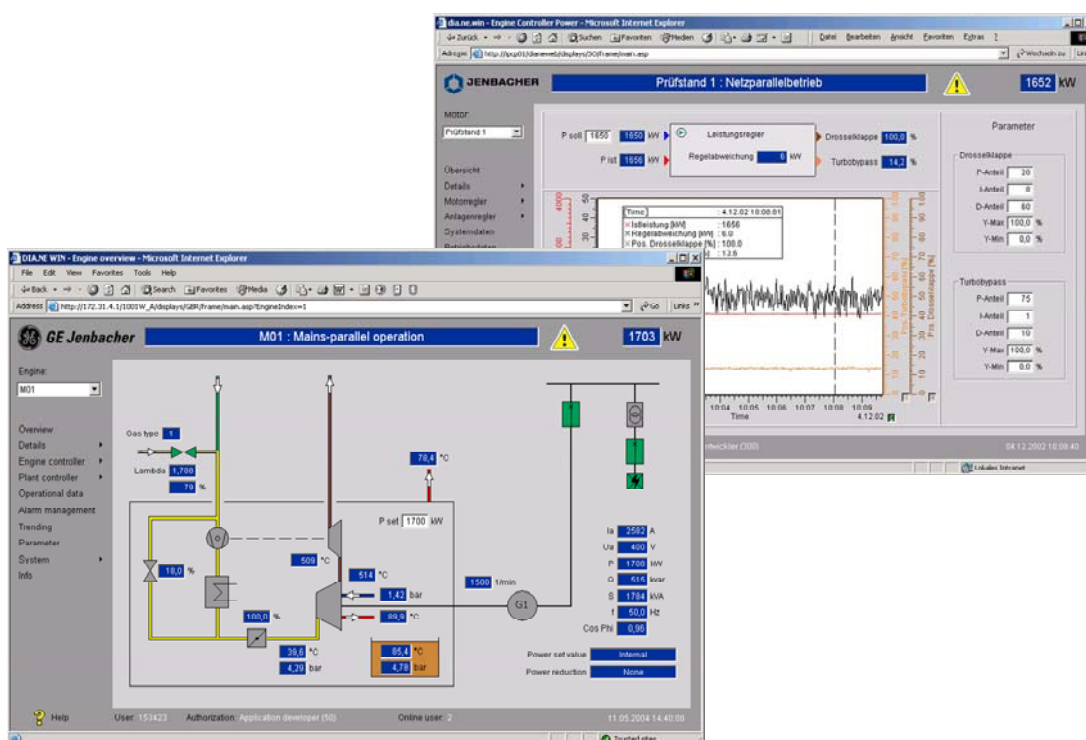 dia.ne.win - Engine Controller Power - Microsoft Internet Explorer
Zurück Suchen Favoriten Medien Datei Bearbeiten Ansicht Favoriten Extras ?
Adresse Wechseln zu Links
JENBACHER Prüfstand 1 : Netzparallelbetrieb 1652 kW
Motor:
Prüfstand 1
Übersicht
Details
Motorregler
Anlagenregler
Systemdaten
P soll 1650 1650 kW Leistungsregler Drosselklappe 100,0 %
P ist 1656 kW Regelabweichung 6 kW Turbobypass 14,2 %
Parameter
Drosselklappe
P-Anteil 20
I-Anteil 8
D-Anteil 60
Y-Max 100,0 %
Y-Min 0,0 %
Turbobypass
P-Anteil 75
I-Anteil 1
D-Anteil 10
Y-Max 100,0 %
Y-Min 0,0 %
[Time] : 4.12.02 10:08:01
Istleistung [kW] : 1656
Regelabweichung [kW] : 6.0
Pos. Drosselklappe [%] : 100.0
: 13.6
Pos. Turbobypass [%]
Pos. Drosselklappe [%]
10:04 10:05 10:06 10:07 10:08 10:09
Time 4.12.02
04.12.2002 10:09:40
Lokales Intranet
DIA.NE WIN - Engine overview - Microsoft Internet Explorer
File Edit View Favorites Tools Help
Back Search Favorites Media
Address http://172.31.4.1/1001W_A/displays/GBR/frame/main.asp?EngineIndex=1 Go Links
GE Jenbacher M01 : Mains-parallel operation 1703 kW
Engine:
M01
Overview
Details
Engine controller
Plant controller
Operational data
Alarm management
Trending
Parameter
System
Info
Gas type 1
Lambda 1,700
70 %
78,4 °C
P set 1700 kW
509 °C
18,0 %
514 °C
1,42 bar
89,9 °C
100,0 %
39,6 °C
4,29 bar
85,4 °C
4,78 bar
1500 1/min
G1
Ia 2582 A
Ua 400 V
P 1708 kW
Q 515 kvar
S 1784 kVA
f 50,0 Hz
Cos Phi 0,96
Power set value Internal
Power reduction None
Help User: 153423 Authorization: Application developer (50) Online user: 2 11.05.2004 14:40:08
Trusted sites